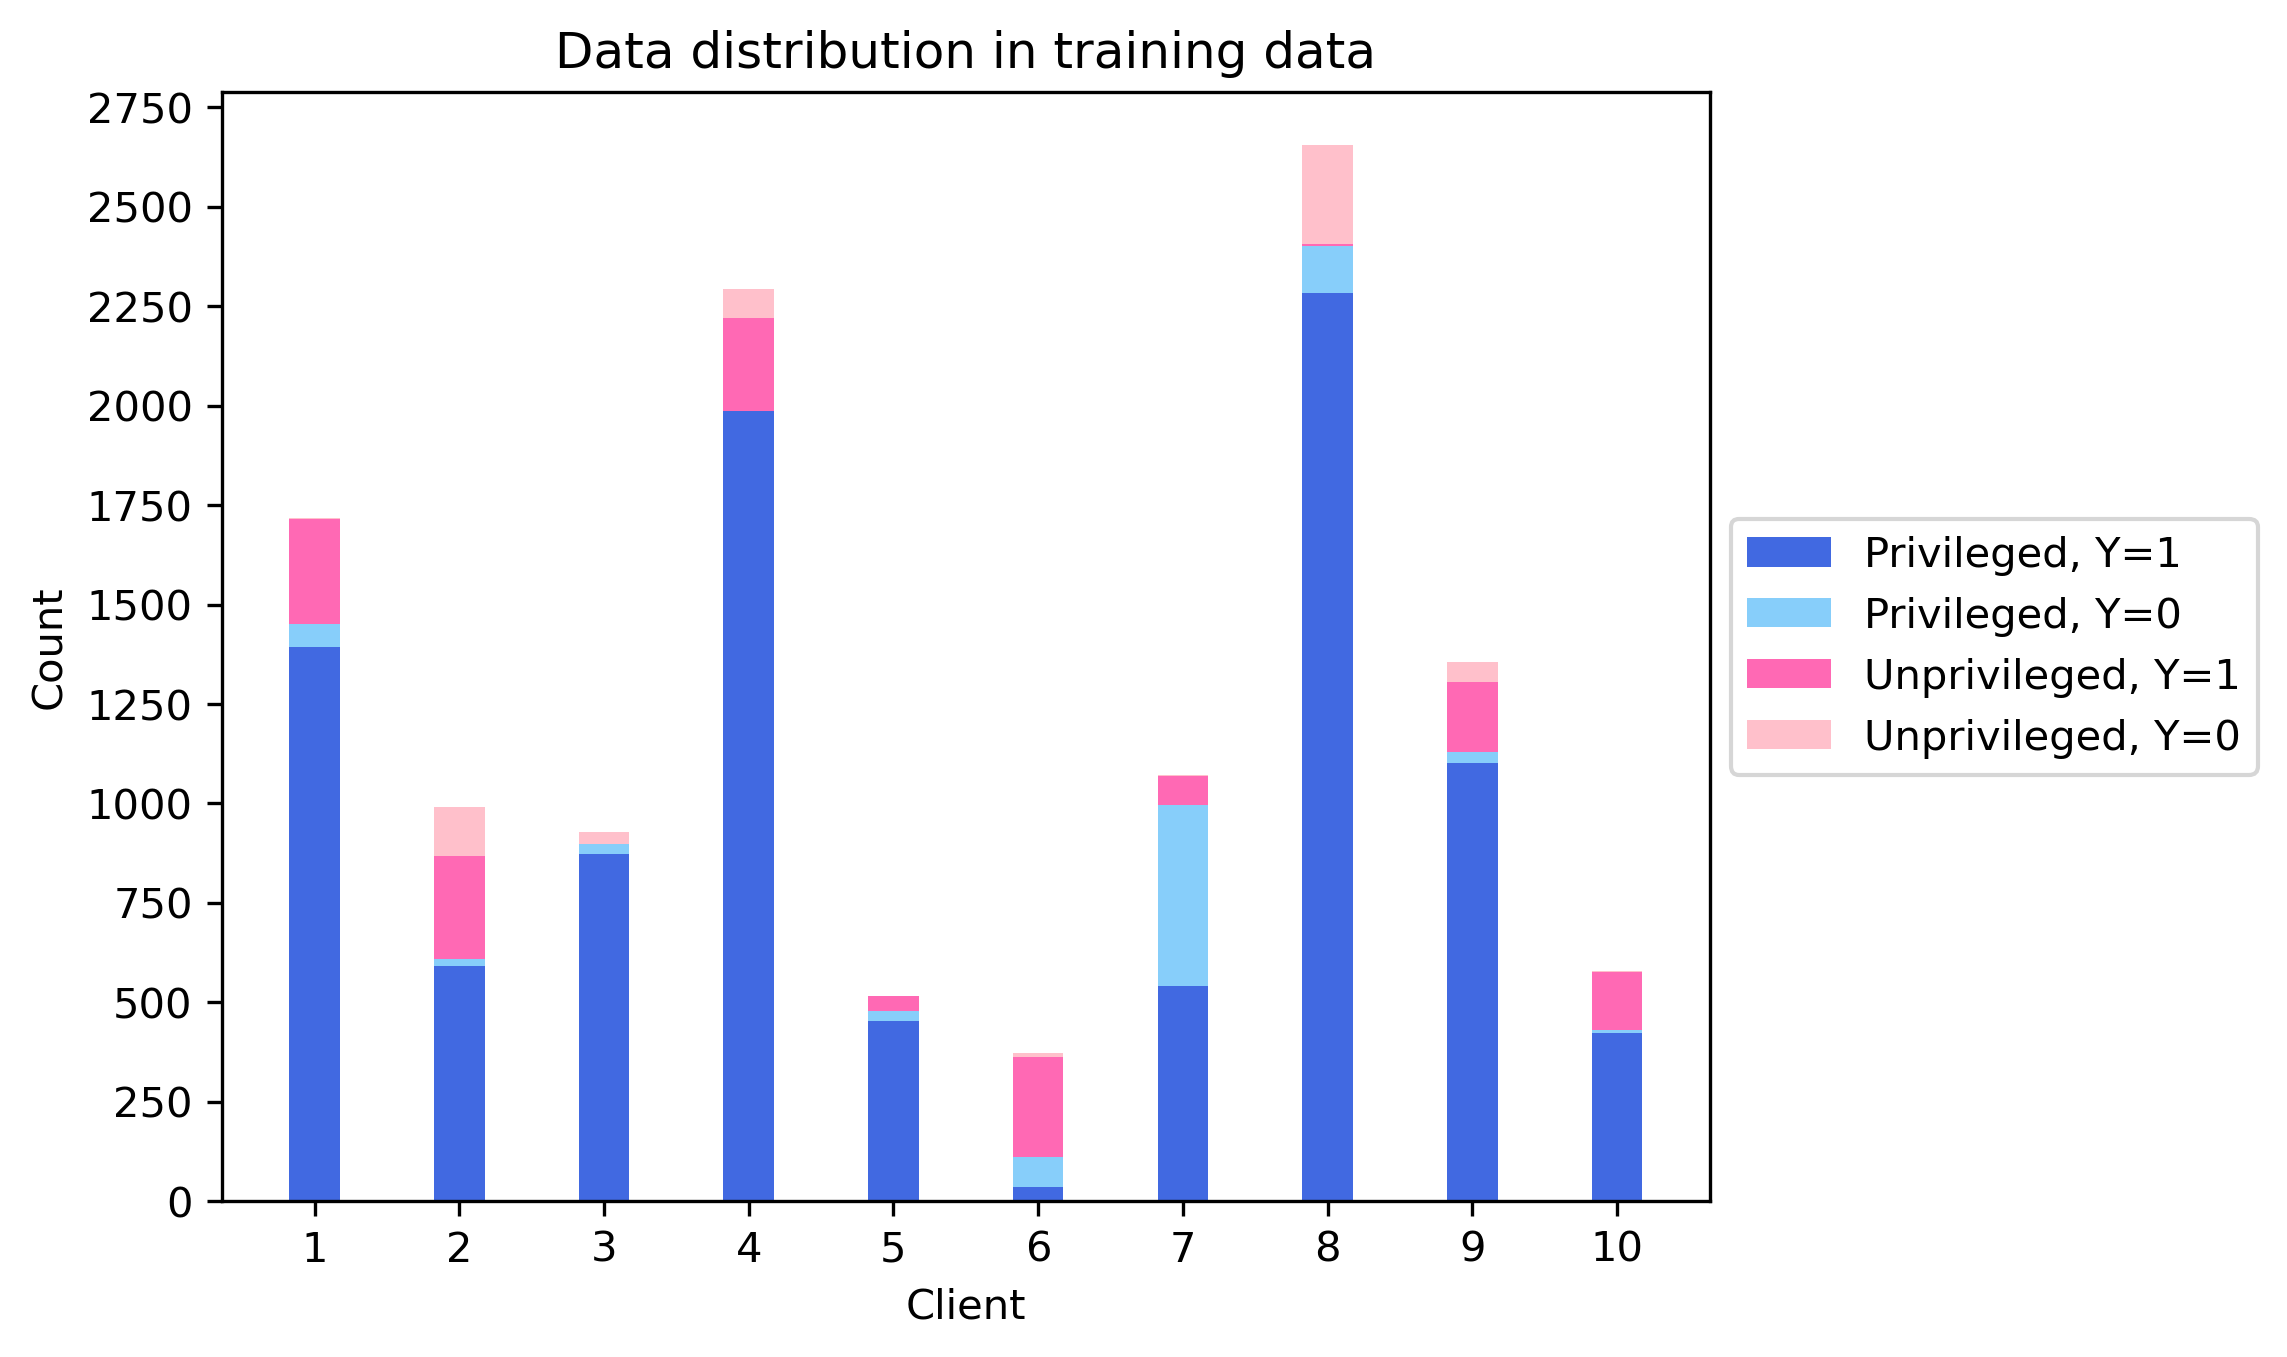 Data distribution in training data
2750
2500
2250
2000
1750
1500
1250
1000
750
500
250
0
Count
1 2 3 4 5 6 7 8 9 10
Client
Privileged, Y=1
Privileged, Y=0
Unprivileged, Y=1
Unprivileged, Y=0